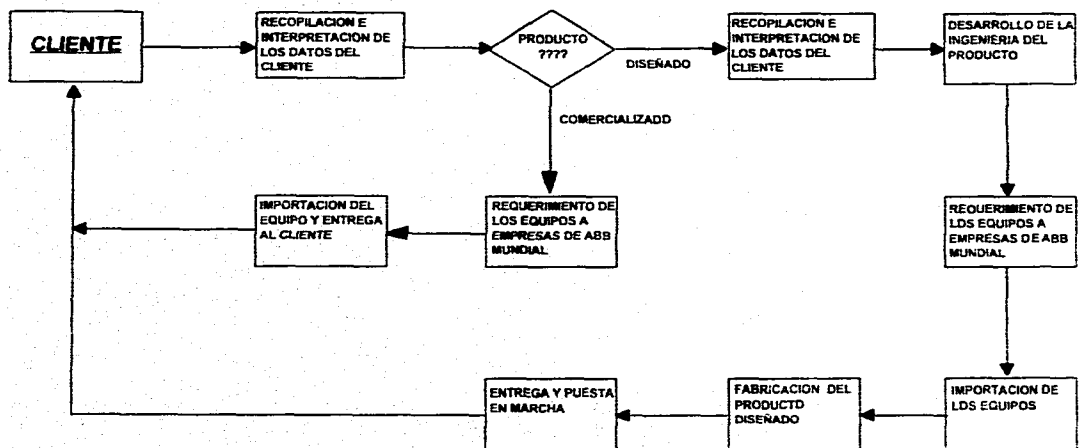 CLIENTE
RECOPILACION E
INTERPRETACION DE
LOS DATOS DEL
CLIENTE
PRODUCTO
????
DISEÑADO
RECOPILACION E
INTERPRETACION DE
LOS DATOS DEL
CLIENTE
DESARROLLO DE LA
INGENIERIA DEL
PRODUCTO
COMERCIALIZADO
IMPORTACION DEL
EQUIPO Y ENTREGA
AL CLIENTE
REQUERIMIENTO DE
LOS EQUIPOS A
EMPRESAS DE ABB
MUNDIAL
REQUERIMIENTO DE
LOS EQUIPOS A
EMPRESAS DE ABB
MUNDIAL
ENTREGA Y PUESTA
EN MARCHA
FABRICACION DEL
PRODUCTO
DISEÑADO
IMPORTACION DE
LOS EQUIPOS